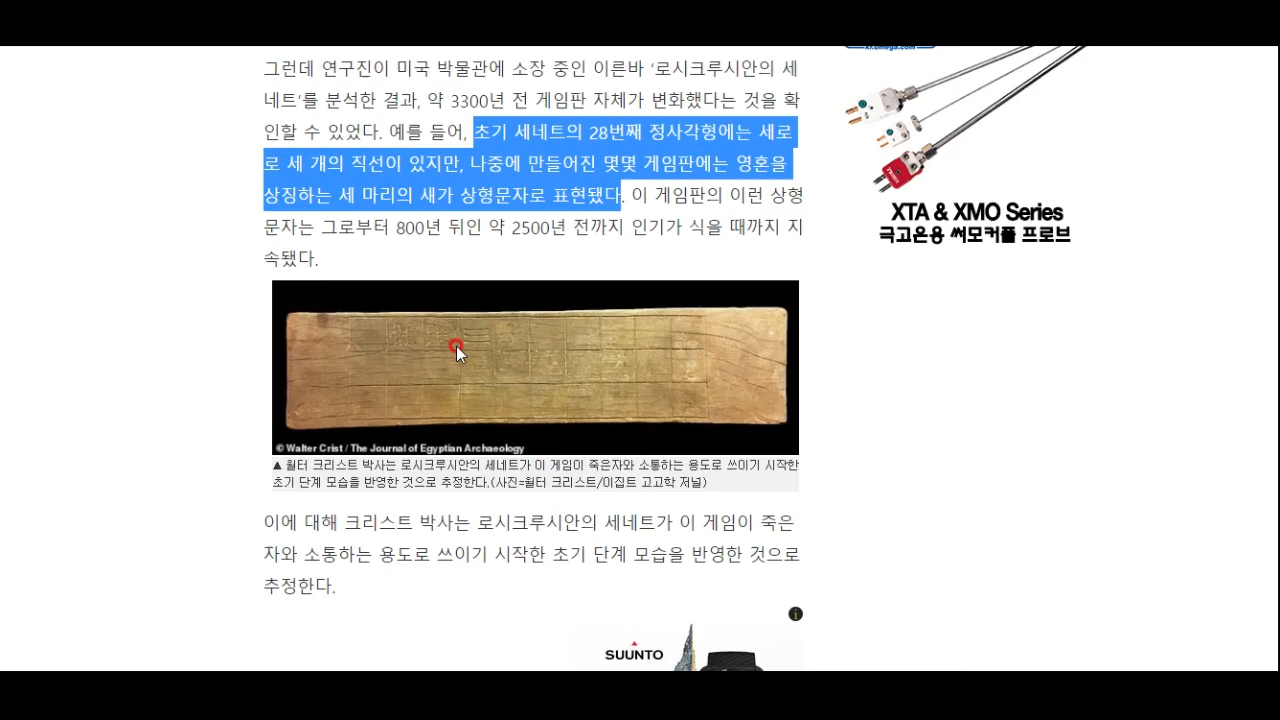 그런데 연구진이 미국 박물관에 소장 중인 이른바 ‘로시크루시안의 세
네트’를 분석한 결과, 약 3300년 전 게임판 자체가 변화했다는 것을 확
인할 수 있었다. 예를 들어, 초기 세네트의 28번째 정사각형에는 세로
로 세 개의 직선이 있지만, 나중에 만들어진 몇몇 게임판에는 영혼을
상징하는 세 마리의 새가 상형문자로 표현됐다. 이 게임판의 이런 상형
문자는 그로부터 800년 뒤인 약 2500년 전까지 인기가 식을 때까지 지
속됐다.
© Walter Crist / The Journal of Egyptian Archaeology
▲ 월터 크리스트 박사는 로시크루시안의 세네트가 이 게임이 죽은자와 소통하는 용도로 쓰이기 시작한
초기 단계 모습을 반영한 것으로 추정한다.(사진=월터 크리스트/이집트 고고학 저널)
이에 대해 크리스트 박사는 로시크루시안의 세네트가 이 게임이 죽은
자와 소통하는 용도로 쓰이기 시작한 초기 단계 모습을 반영한 것으로
추정한다.
XTA & XMO Series
극고온용 써모커플 프로브
SUUNTO